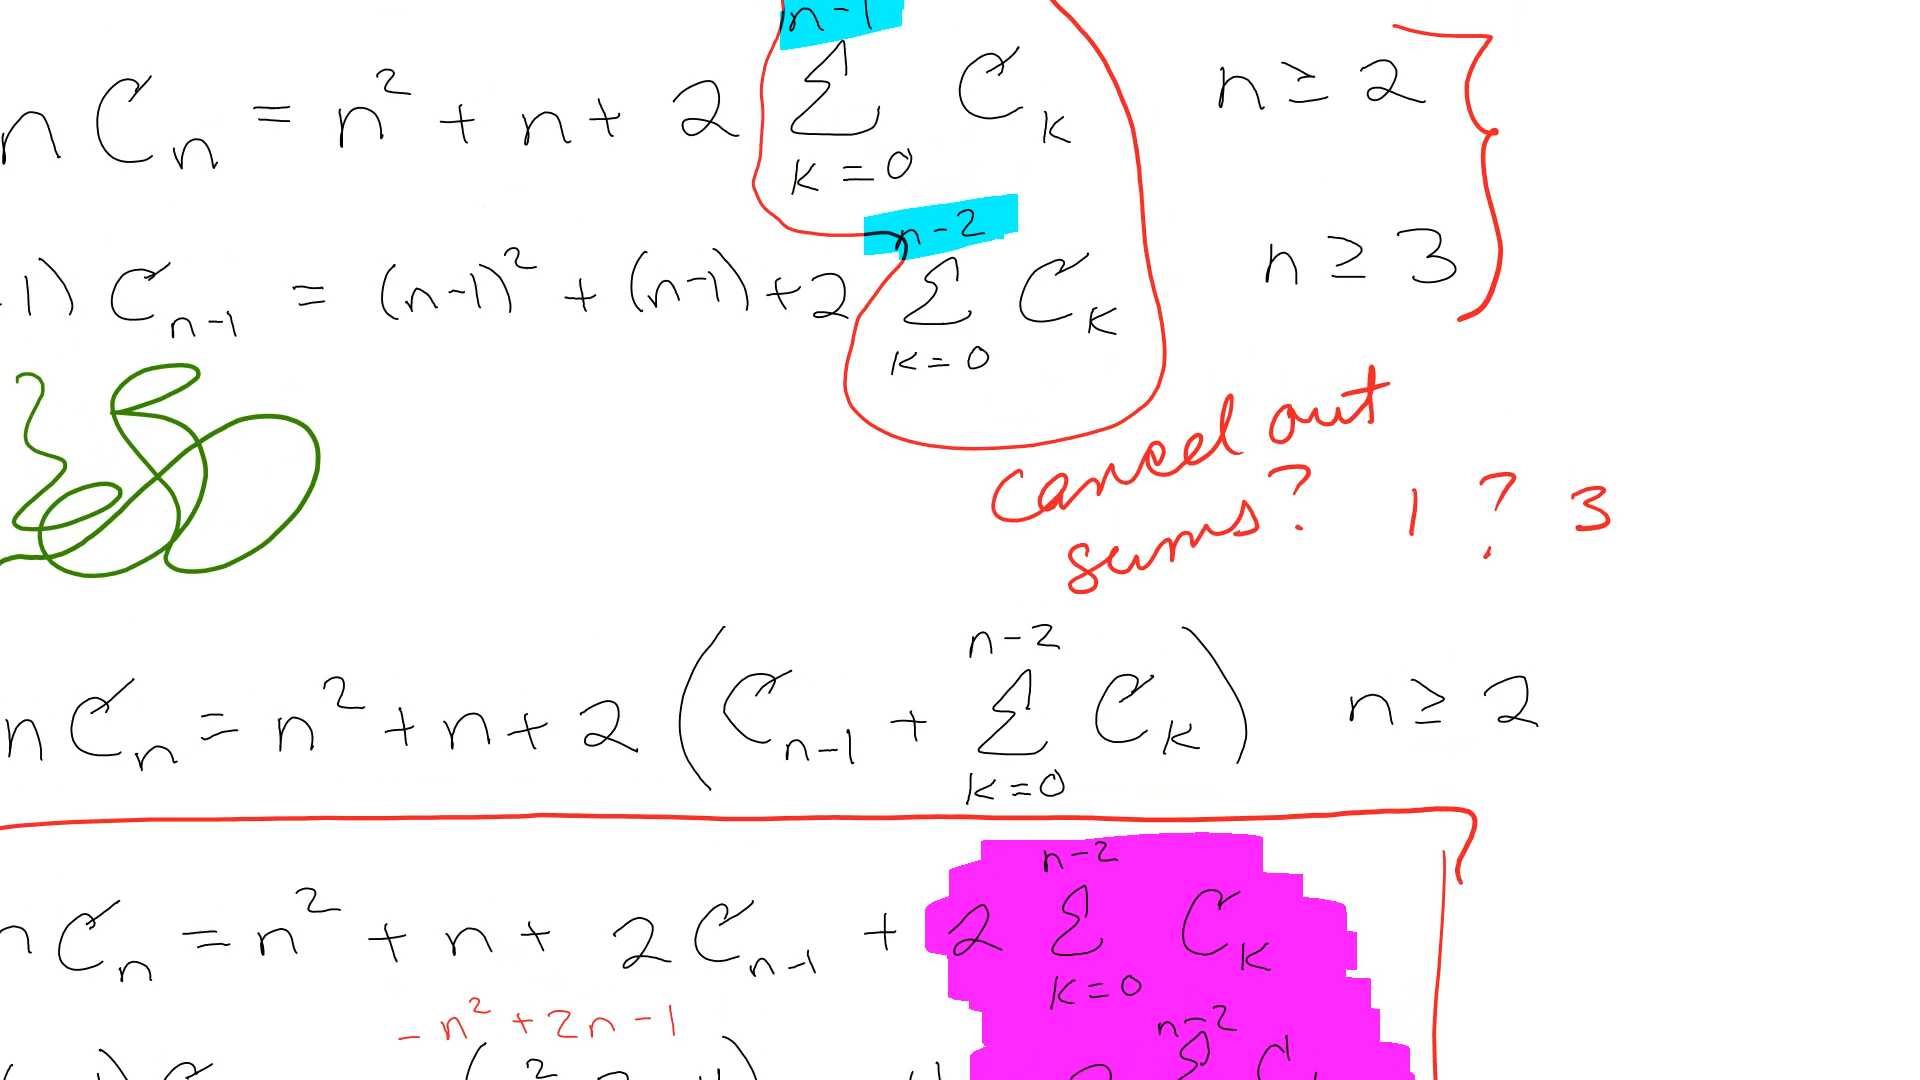 n C_n = n² + n + 2 Σ_{k=0}^{n-1} C_k   n ≥ 2
1) C_{n-1} = (n-1)² + (n-1) + 2 Σ_{k=0}^{n-2} C_k   n ≥ 3
cancel out
sums? 1 ? 3
n C_n = n² + n + 2 ( C_{n-1} + Σ_{k=0}^{n-2} C_k )   n ≥ 2
n C_n = n² + n + 2 C_{n-1} + 2 Σ_{k=0}^{n-2} C_k
- n² + 2n - 1
n-2